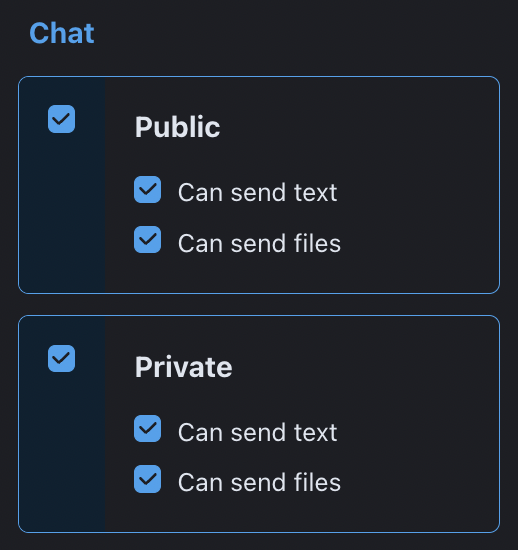 Chat
Public
Can send text
Can send files
Private
Can send text
Can send files